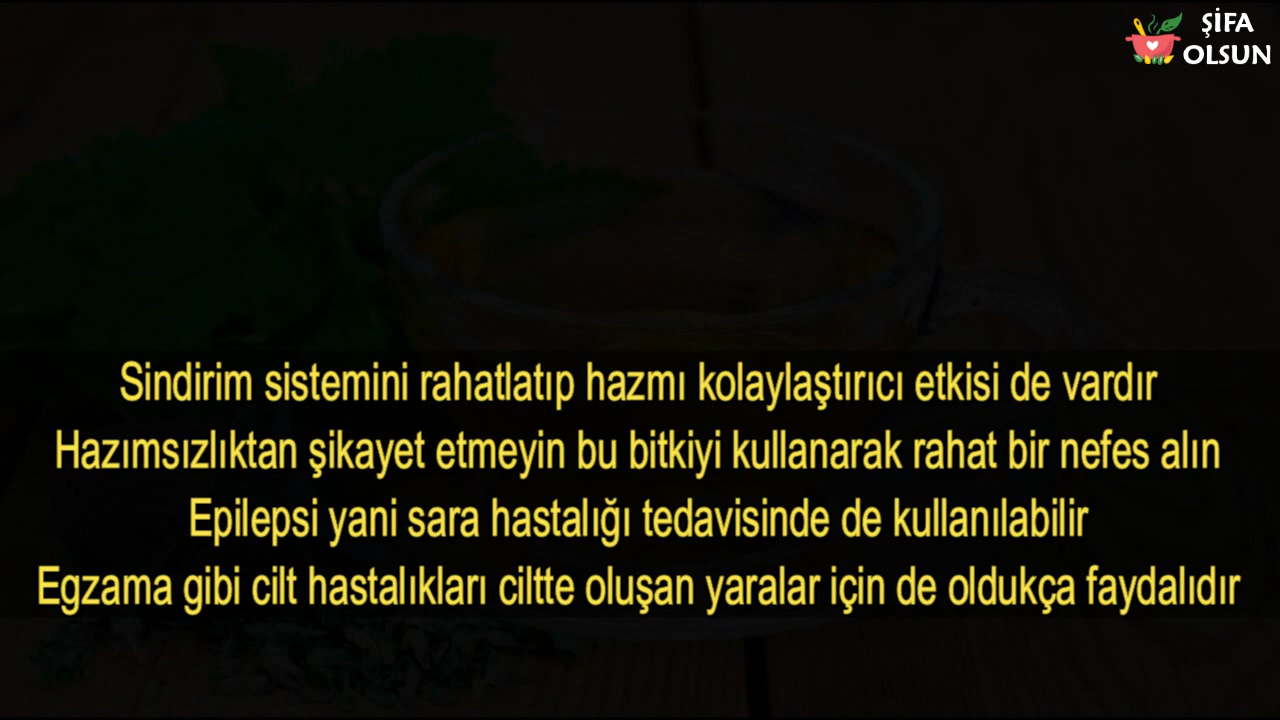 ŞİFA
OLSUN
Sindirim sistemini rahatlatıp hazmı kolaylaştırıcı etkisi de vardır
Hazımsızlıktan şikayet etmeyin bu bitkiyi kullanarak rahat bir nefes alın
Epilepsi yani sara hastalığı tedavisinde de kullanılabilir
Egzama gibi cilt hastalıkları ciltte oluşan yaralar için de oldukça faydalıdır